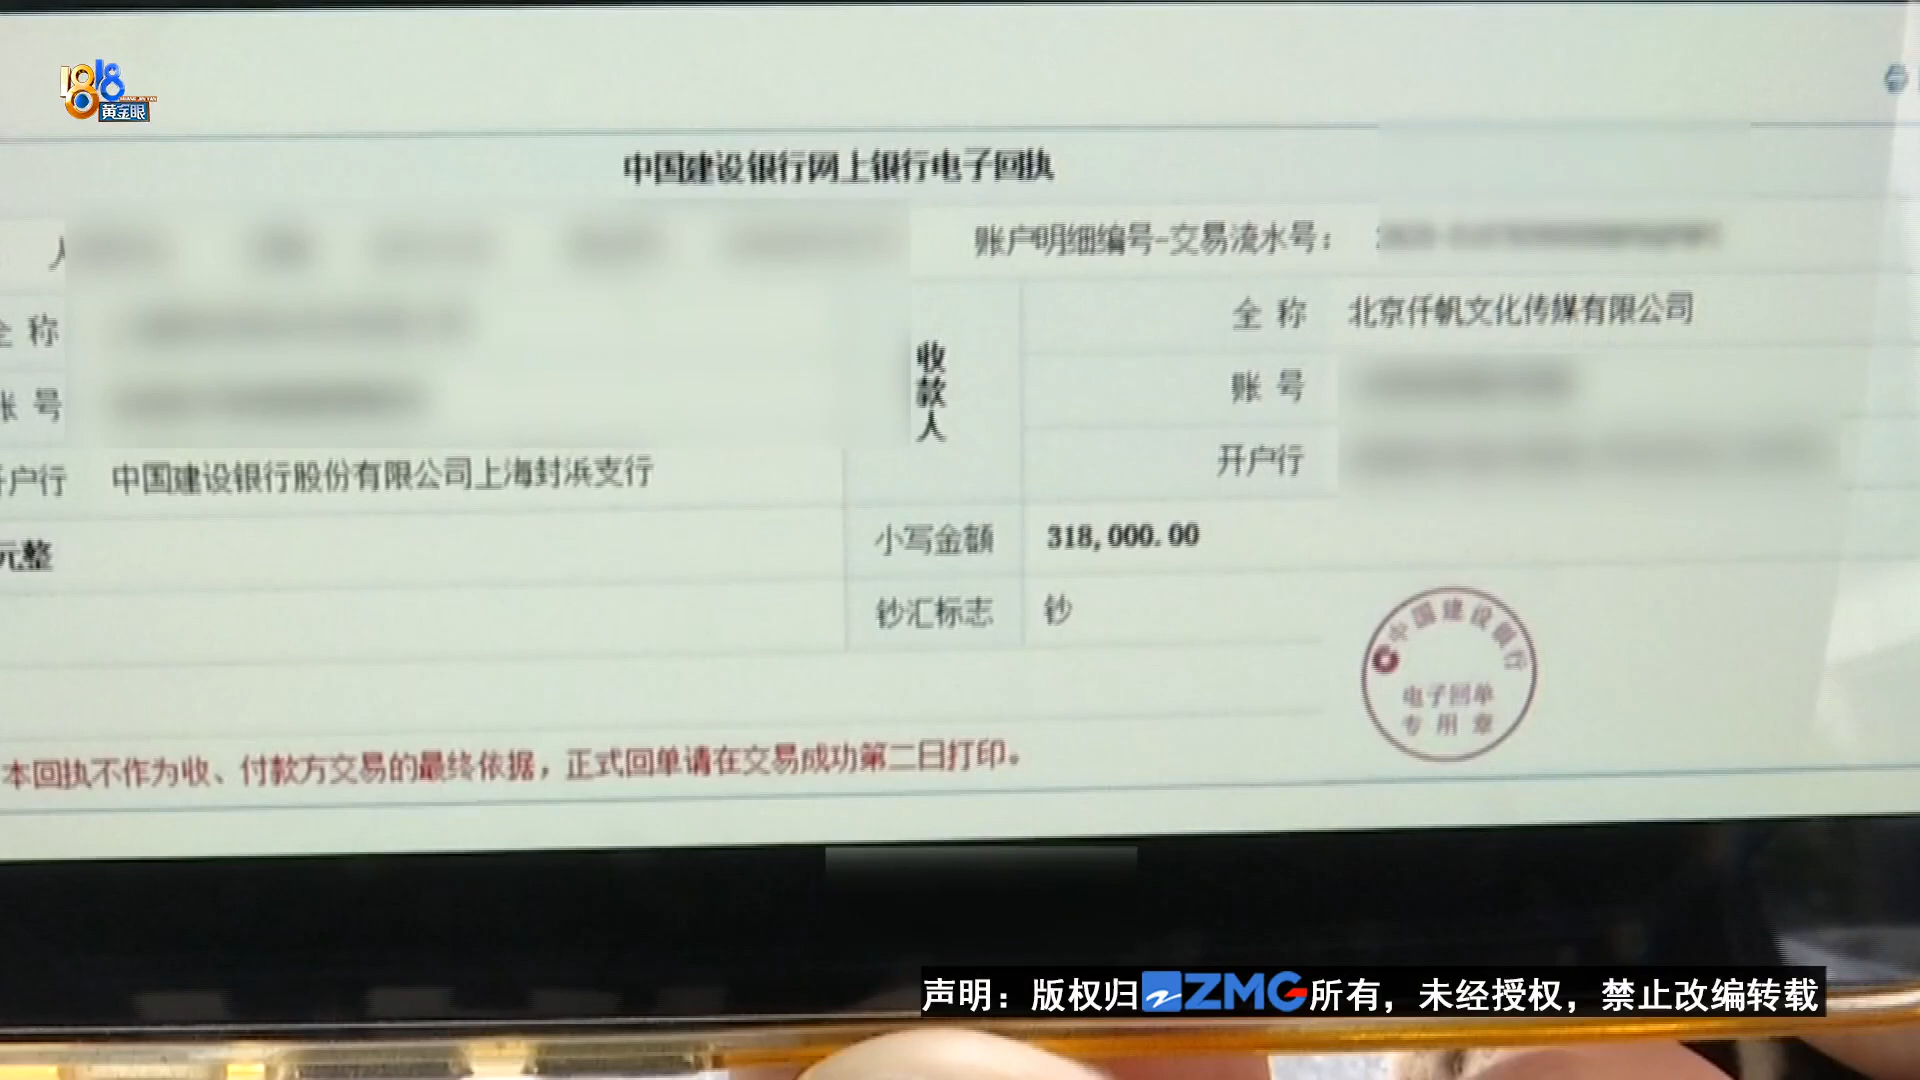 1818
黄金眼
中国建设银行网上银行电子回执
账户明细编号-交易流水号：
全 称
全 称 北京仟帆文化传媒有限公司
收款人
账 号
账 号
开户行 中国建设银行股份有限公司上海封浜支行
开户行
元整
小写金额 318,000.00
钞汇标志 钞
中国建设银行
电子回单
专用章
本回执不作为收、付款方交易的最终依据，正式回单请在交易成功第二日打印。
声明：版权归ZMG所有，未经授权，禁止改编转载